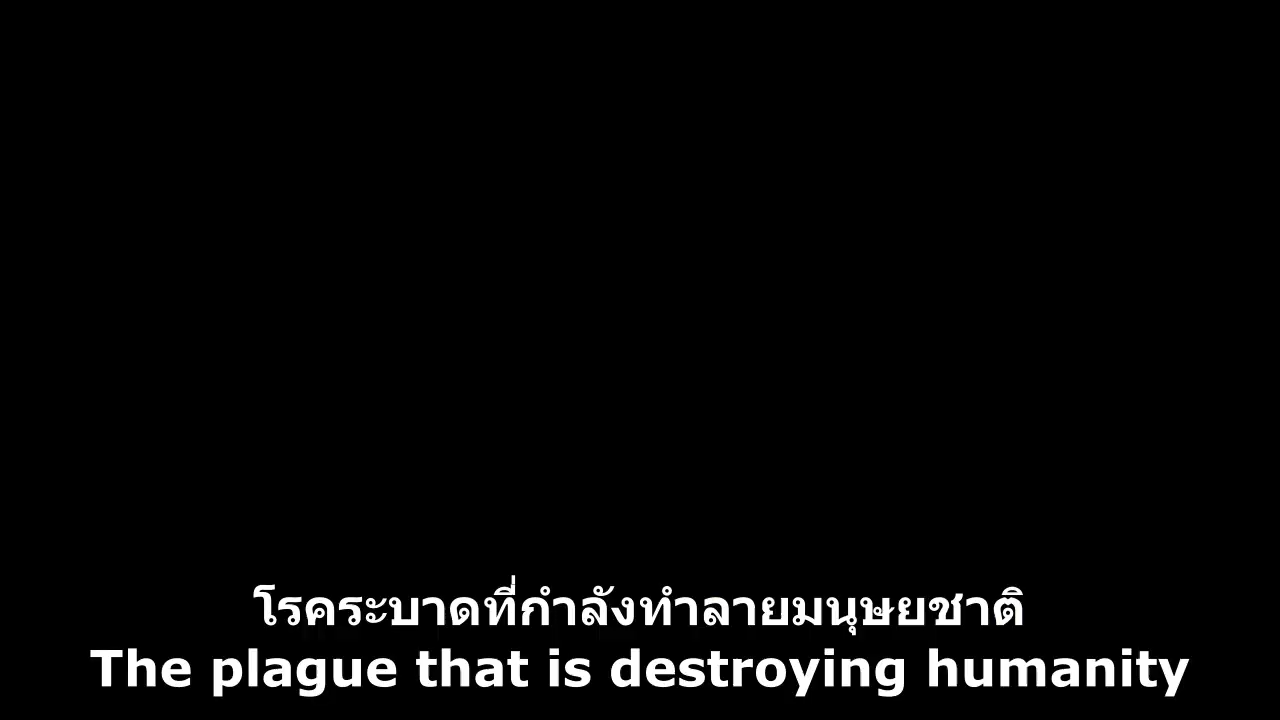 โรคระบาดที่กำลังทำลายมนุษยชาติ
The plague that is destroying humanity